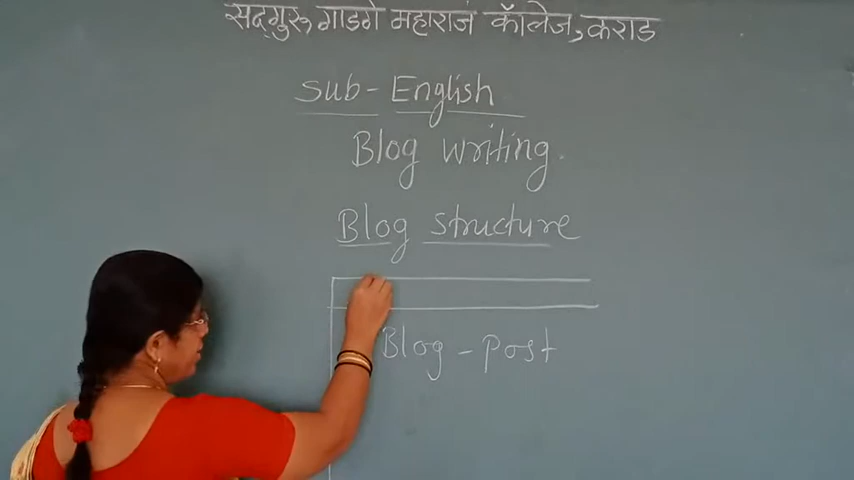 सद्गुरू गाडगे महाराज कॉलेज, कराड
Sub - English
Blog writing.
Blog structure
Blog - Post